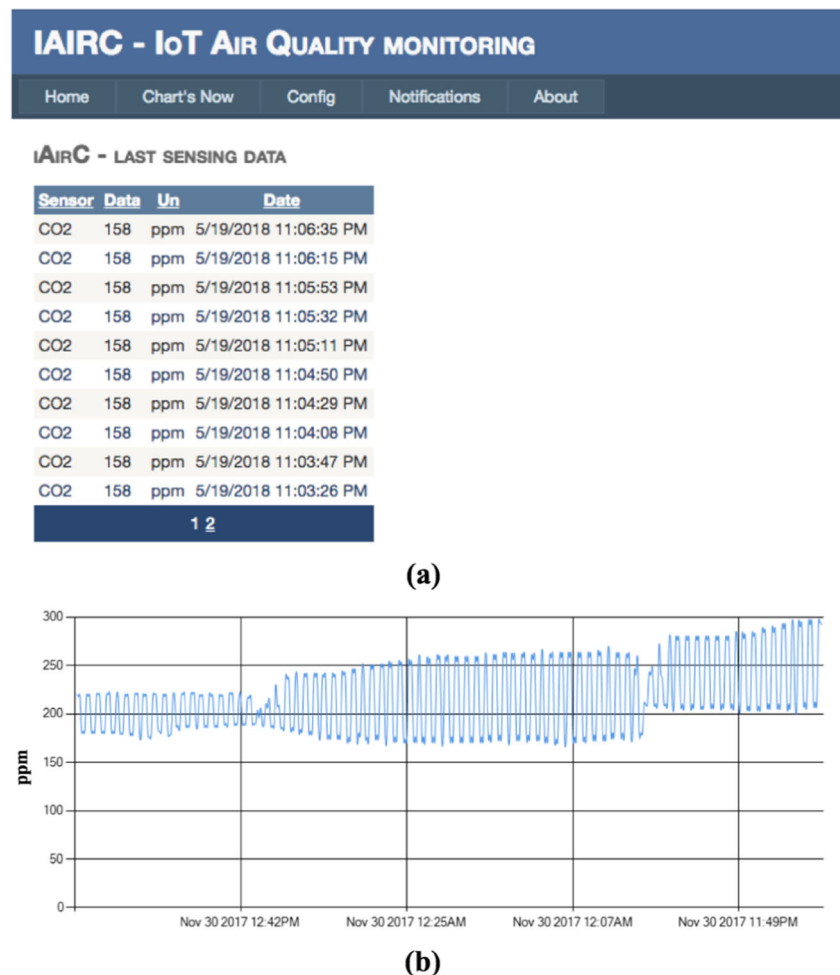 IAIRC - IOT AIR QUALITY MONITORING
Home Chart's Now Config Notifications About
IAIRC - LAST SENSING DATA
Sensor Data Un Date
CO2 158 ppm 5/19/2018 11:06:35 PM
CO2 158 ppm 5/19/2018 11:06:15 PM
CO2 158 ppm 5/19/2018 11:05:53 PM
CO2 158 ppm 5/19/2018 11:05:32 PM
CO2 158 ppm 5/19/2018 11:05:11 PM
CO2 158 ppm 5/19/2018 11:04:50 PM
CO2 158 ppm 5/19/2018 11:04:29 PM
CO2 158 ppm 5/19/2018 11:04:08 PM
CO2 158 ppm 5/19/2018 11:03:47 PM
CO2 158 ppm 5/19/2018 11:03:26 PM
1 2
(a)
300
250
200
150
100
50
0
ppm
Nov 30 2017 12:42PM Nov 30 2017 12:25AM Nov 30 2017 12:07AM Nov 30 2017 11:49PM
(b)